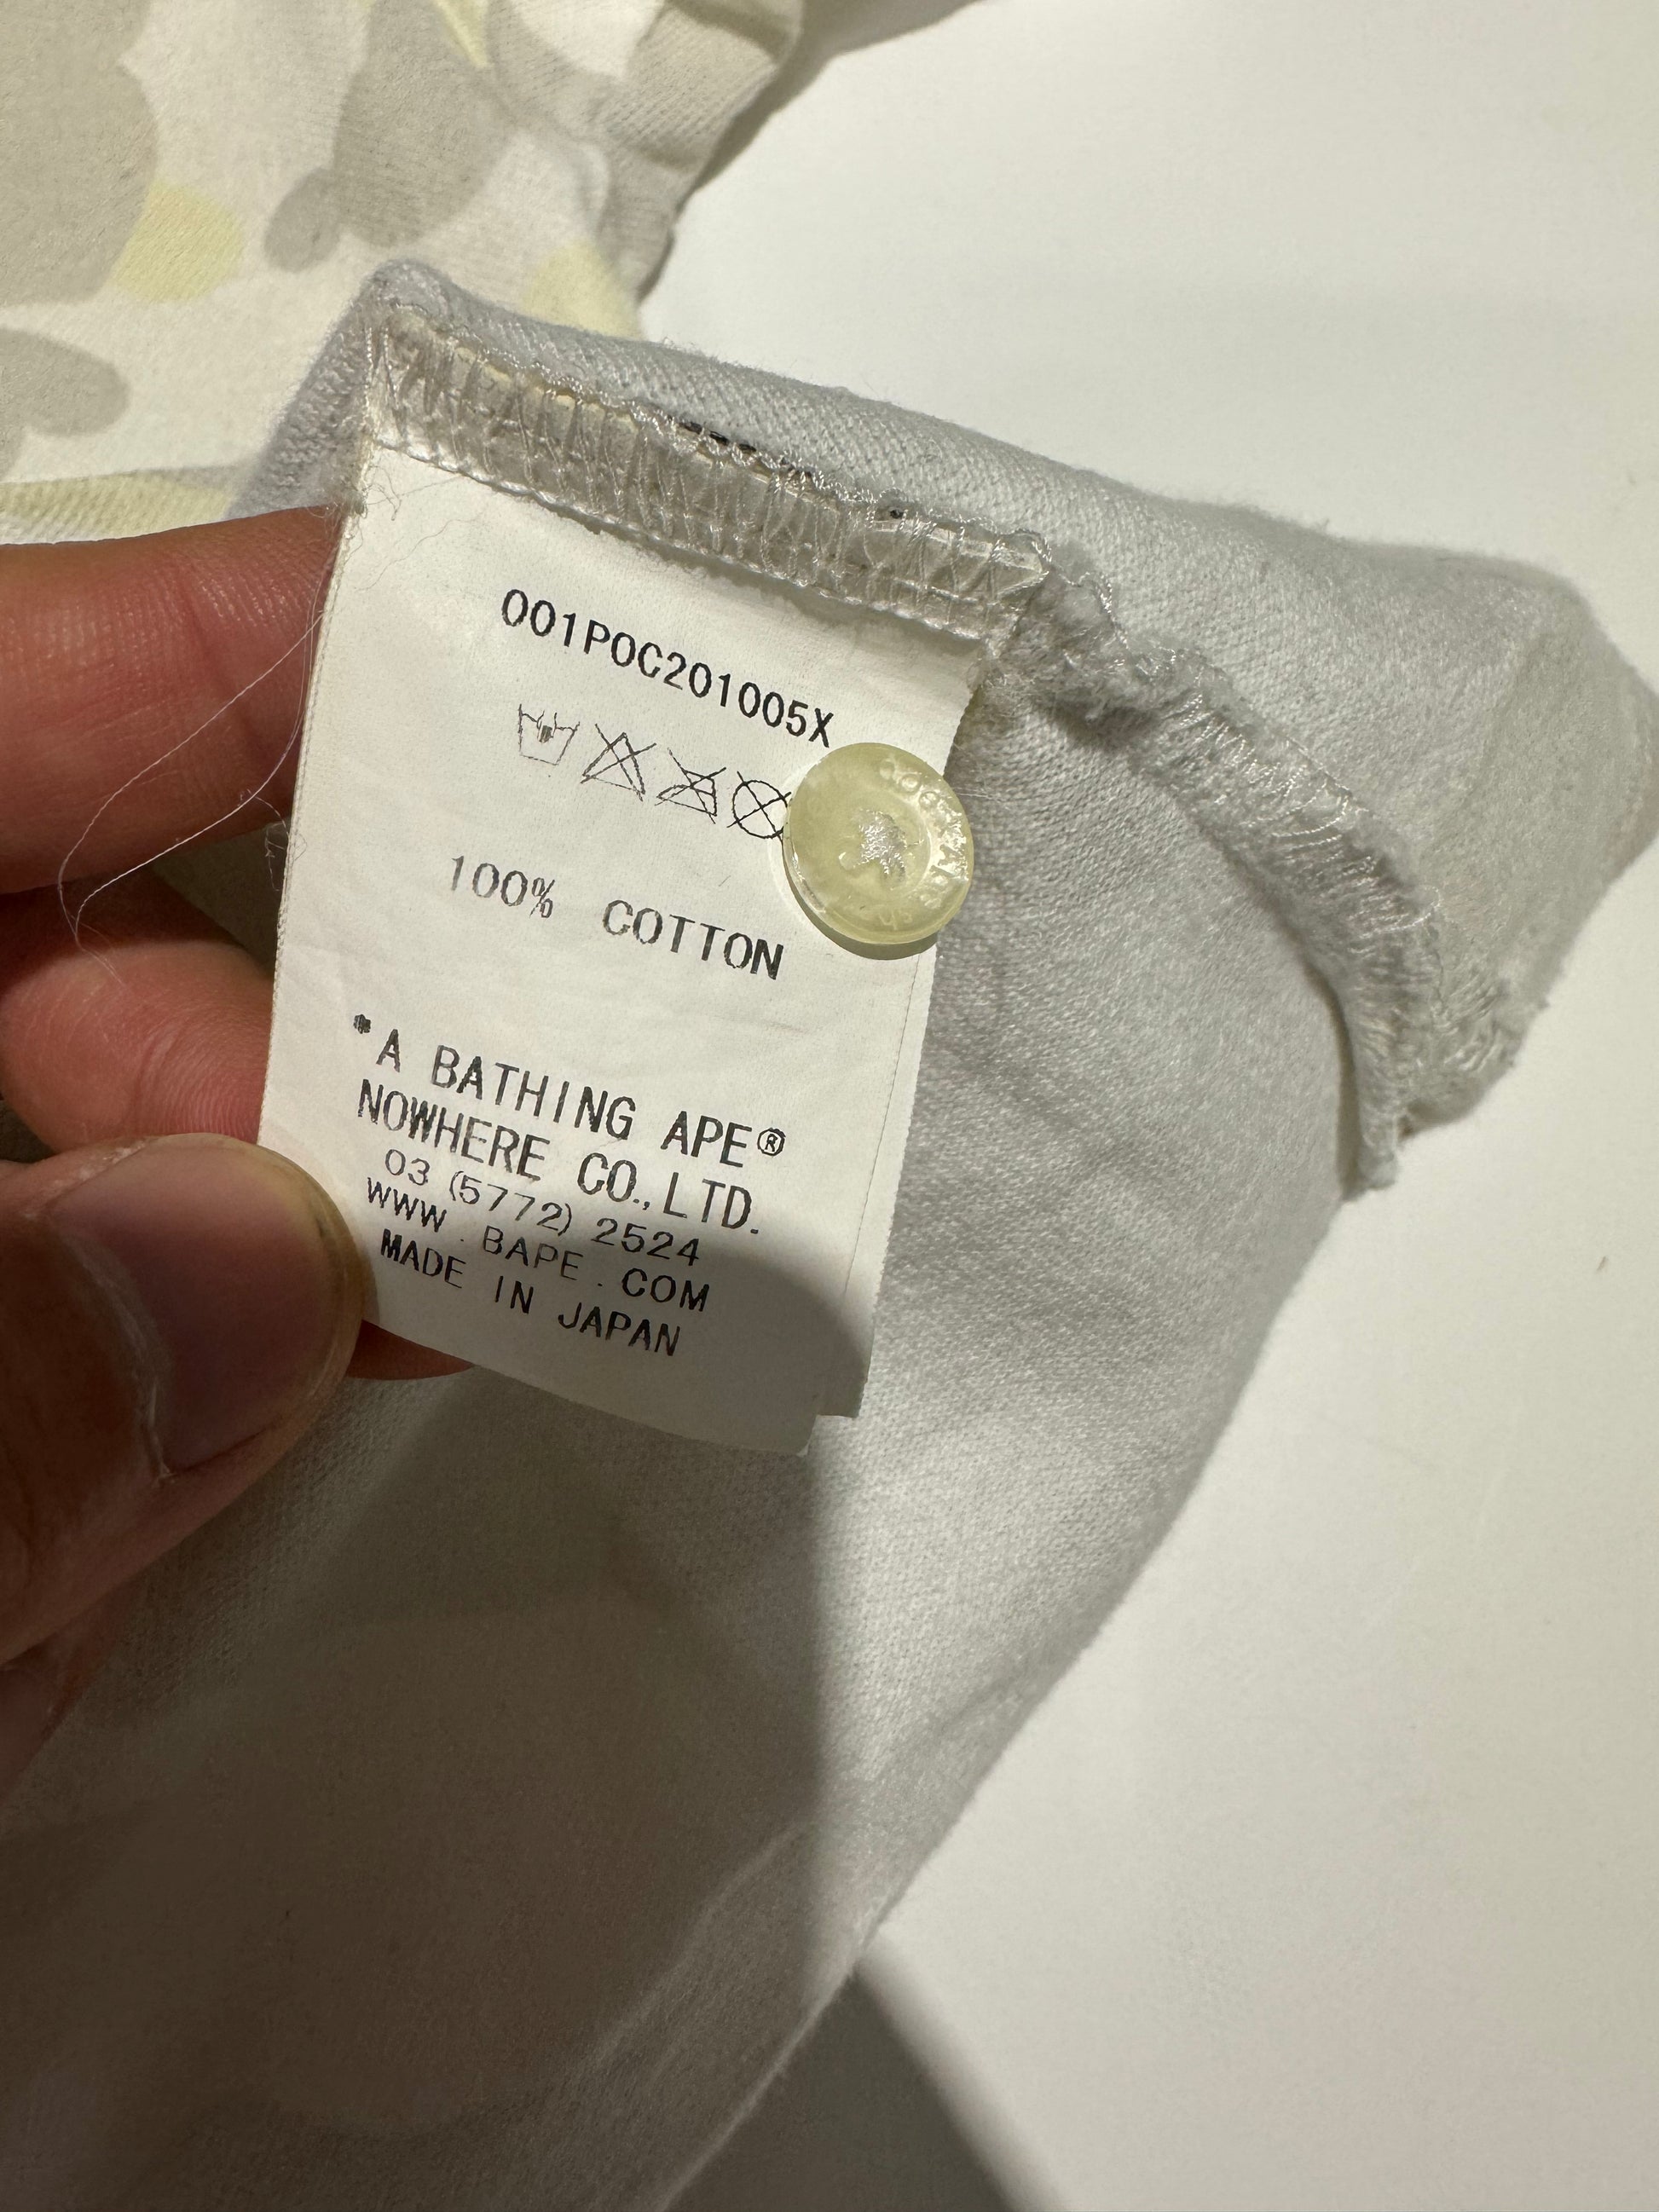 001POC201005X
100% COTTON
*A BATHING APE®
NOWHERE CO.,LTD.
03 (5772) 2524
WWW.BAPE.COM
MADE IN JAPAN